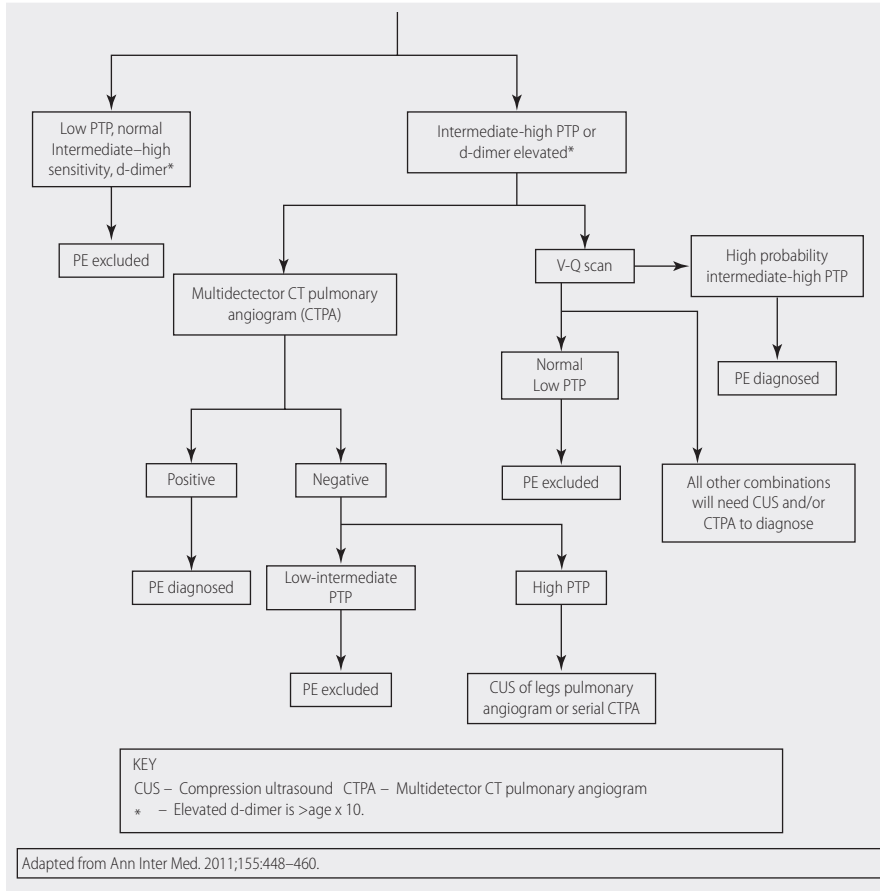 Low PTP, normal
Intermediate–high
sensitivity, d-dimer*
Intermediate-high PTP or
d-dimer elevated*
PE excluded
V-Q scan
High probability
intermediate-high PTP
Multidectector CT pulmonary
angiogram (CTPA)
Normal
Low PTP
PE diagnosed
Positive
Negative
PE excluded
All other combinations
will need CUS and/or
CTPA to diagnose
PE diagnosed
Low-intermediate
PTP
High PTP
PE excluded
CUS of legs pulmonary
angiogram or serial CTPA
KEY
CUS – Compression ultrasound CTPA – Multidetector CT pulmonary angiogram
* – Elevated d-dimer is >age x 10.
Adapted from Ann Inter Med. 2011;155:448–460.